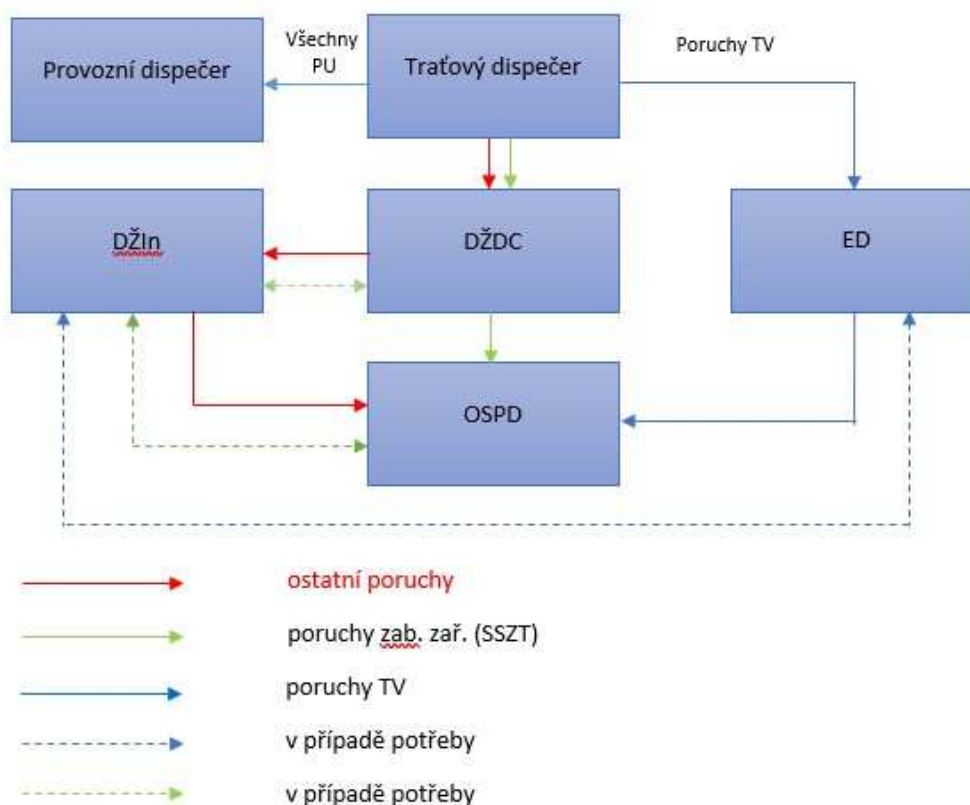 Provozní dispečer
Všechny
PU
Traťový dispečer
Poruchy TV
DŽIn
DŽDC
ED
OSPD
ostatní poruchy
poruchy zab. zař. (SSZT)
poruchy TV
v případě potřeby
v případě potřeby